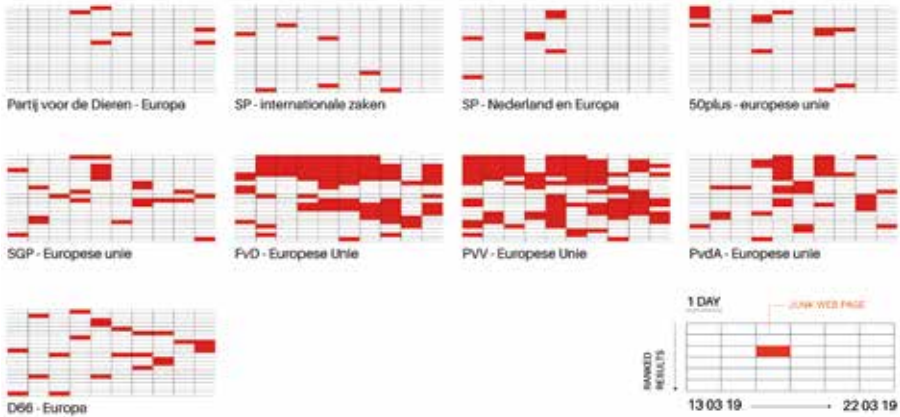 Partij voor de Dieren - Europa
SP - internationale zaken
SP - Nederland en Europa
50plus - europese unie
SGP - Europese unie
FvD - Europese Unie
PVV - Europese Unie
PvdA - Europese unie
D66 - Europa
1 DAY
JUNK WEB PAGE
RANKED
RESULTS
13 03 19
22 03 19